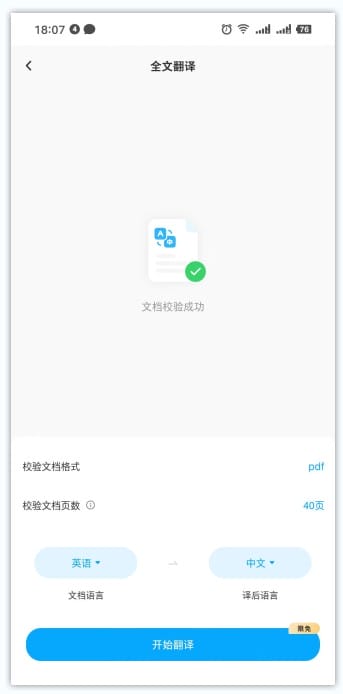 18:07 4 76
全文翻译
A 中
文档校验成功
校验文档格式 pdf
校验文档页数 40页
英语 中文
文档语言 译后语言
限免
开始翻译